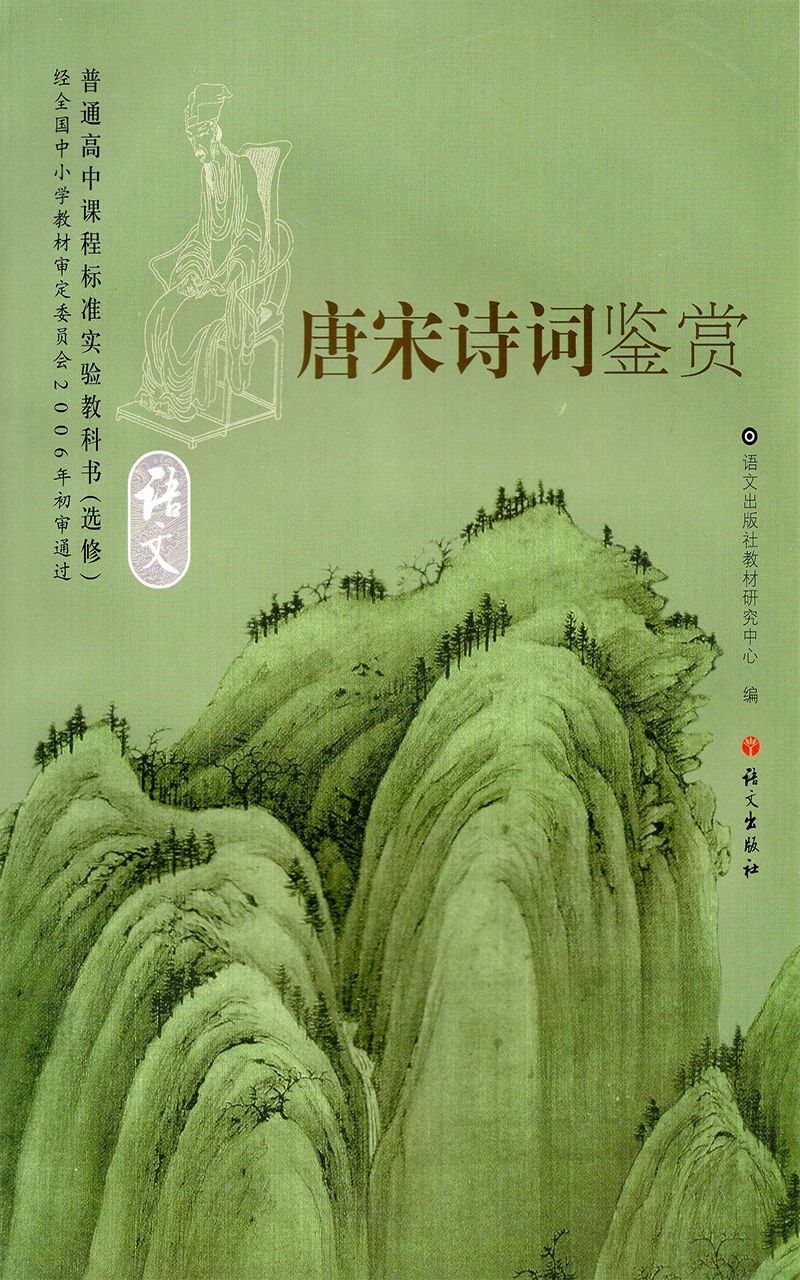 普通高中课程标准实验教科书(选修)
经全国中小学教材审定委员会2006年初审通过
语文
唐宋诗词鉴赏
语文出版社教材研究中心 编
语文出版社